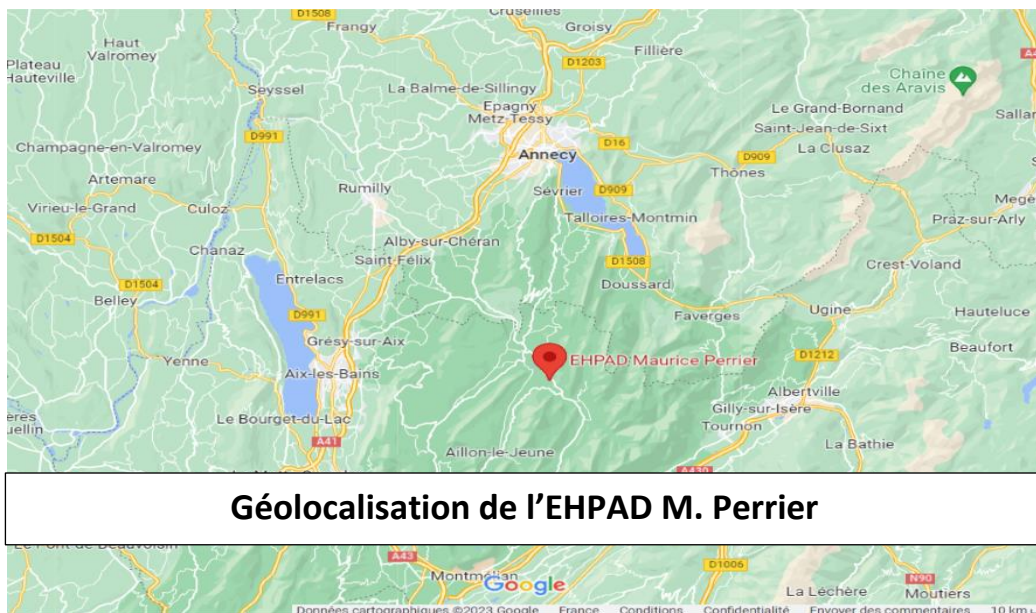 D1508
Cruseilles
Frangy
Groisy
Haut
Valromey
Fillière
D1203
Plateau
Hauteville
Chaîne
des Aravis
La Balme-de-Sillingy
Seyssel
Epagny
Metz-Tessy
Le Grand-Bornand
Sallan
D991
D16
Saint-Jean-de-Sixt
Champagne-en-Valromey
Annecy
D909
La Clusaz
Thônes
Artemare
Rumilly
Sévrier
D909
Megè
Virieu-le-Grand
Culoz
Talloires-Montmin
Praz-sur-Arly
D1504
Alby-sur-Chéran
Chanaz
Saint-Félix
D1508
Crest-Voland
D1504
Entrelacs
Doussard
Belley
Ugine
Hauteluce
D991
Faverges
Grésy-sur-Aix
Beaufort
Yenne
EHPAD Maurice Perrier
D1212
Aix-les-Bains
Albertville
Gilly-sur-Isère
Le Bourget-du-Lac
Tournon
A41
La Bathie
Aillon-le-Jeune
A430
Géolocalisation de l'EHPAD M. Perrier
A43
D1006
Montmélian
Google
N90
La Léchère
Moutiers
Données cartographiques ©2023 Google France Conditions Confidentialité Envoyer des commentaires 10 km